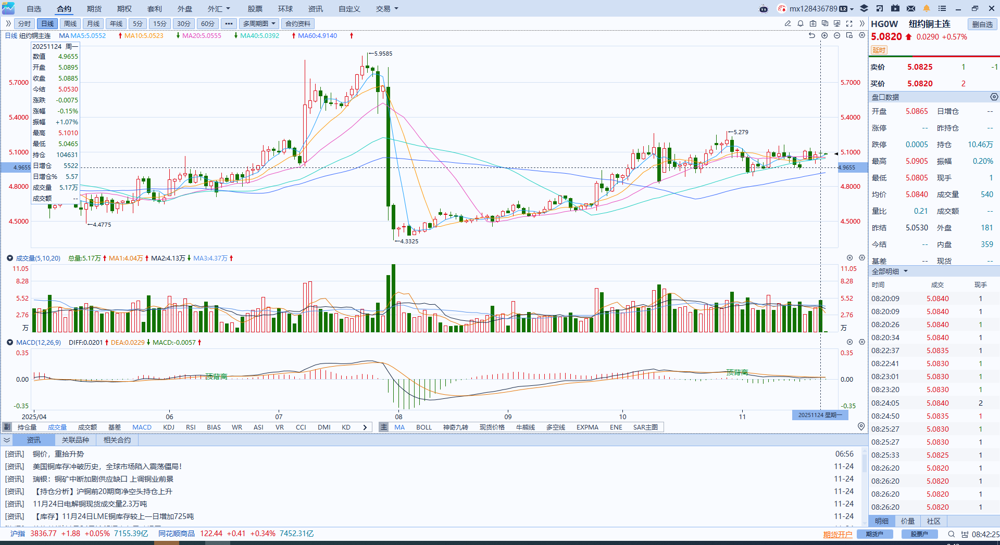 自选 合约 期货 期权 套利 外盘 外汇 股票 环球 资讯 自定义 交易 mx128436789 L2
分时 日线 周线 月线 年线 5分 15分 30分 60分 ••• 多周期图 合约资料
HG0W 纽约铜主连 删自选
日线 纽约铜主连 MA MA5:5.0552 MA10:5.0523 MA20:5.0555 MA40:5.0392 MA60:4.9140
5.0820 0.0290 +0.57%
延时
20251124 周一
数值 4.9655
开盘 5.0895
收盘 5.0885
今结 5.0530
涨跌 -0.0075
涨幅 -0.15%
振幅 +1.07%
最高 5.1010
最低 5.0465
持仓 104631
日增仓 5522
日增仓% 5.57
成交量 5.17万
成交额 --
5.7000
5.4000
5.1000
4.9655
4.8000
4.5000
←5.9585
←5.279
←4.4775
←4.3325
5.7000
5.4000
5.1000
4.9655
4.8000
4.5000
成交量(5,10,20) 总量:5.17万 MA1:4.04万 MA2:4.13万 MA3:4.37万
11.05
8.28
5.52
2.76
万
11.05
8.28
5.52
2.76
万
MACD(12,26,9) DIFF:0.0201 DEA:0.0229 MACD:-0.0057
0.35
0.00
-0.35
顶背离
顶背离
0.35
0.00
-0.35
2025/04 06 07 08 09 10 11 20251124 星期一
副 持仓量 成交量 成交额 基差 MACD KDJ RSI BIAS WR ASI VR CCI DMI KD
主 MA BOLL 神奇九转 现货价格 牛熊线 多空线 EXPMA ENE SAR主图
资讯 关联品种 相关合约
[资讯] 铜价，重拾升势 06:56
[资讯] 美国铜库存冲破历史，全球市场陷入震荡僵局！ 11-24
[资讯] 瑞银：铜矿中断加剧供应缺口 上调铜业前景 11-24
[资讯] 【持仓分析】沪铜前20期商净空头持仓上升 11-24
[资讯] 11月24日电解铜现货成交量2.3万吨 11-24
[资讯] 【库存】11月24日LME铜库存较上一日增加725吨 11-24
卖价 5.0825 1 -1
买价 5.0820 2
盘口数据
开盘 5.0865 日增仓 --
涨停 -- 昨持仓 --
跌停 0.0005 持仓 10.46万
最高 5.0905 振幅 0.20%
最低 5.0805 现手 1
均价 5.0840 成交量 540
量比 0.21 成交额 --
昨结 5.0530 外盘 181
今结 -- 内盘 359
基差 -- 现货 --
全部明细
时间 成交 现手
08:20:09 5.0840 1
08:20:09 5.0840 1
08:20:26 5.0840 1
08:20:34 5.0840 1
08:22:37 5.0835 1
08:22:41 5.0830 1
08:23:01 5.0830 1
08:23:20 5.0830 1
08:24:05 5.0840 2
08:24:50 5.0835 1
08:25:27 5.0830 1
08:25:27 5.0830 1
08:25:33 5.0825 1
08:26:20 5.0820 1
08:26:20 5.0820 1
08:26:20 5.0820 1
08:26:20 5.0820 1
明细 价量 社区
沪指 3836.77 +1.88 +0.05% 7155.39亿 同花顺商品 122.44 +0.41 +0.34% 7452.31亿
期货开户 期货户 股票户 08:42:25